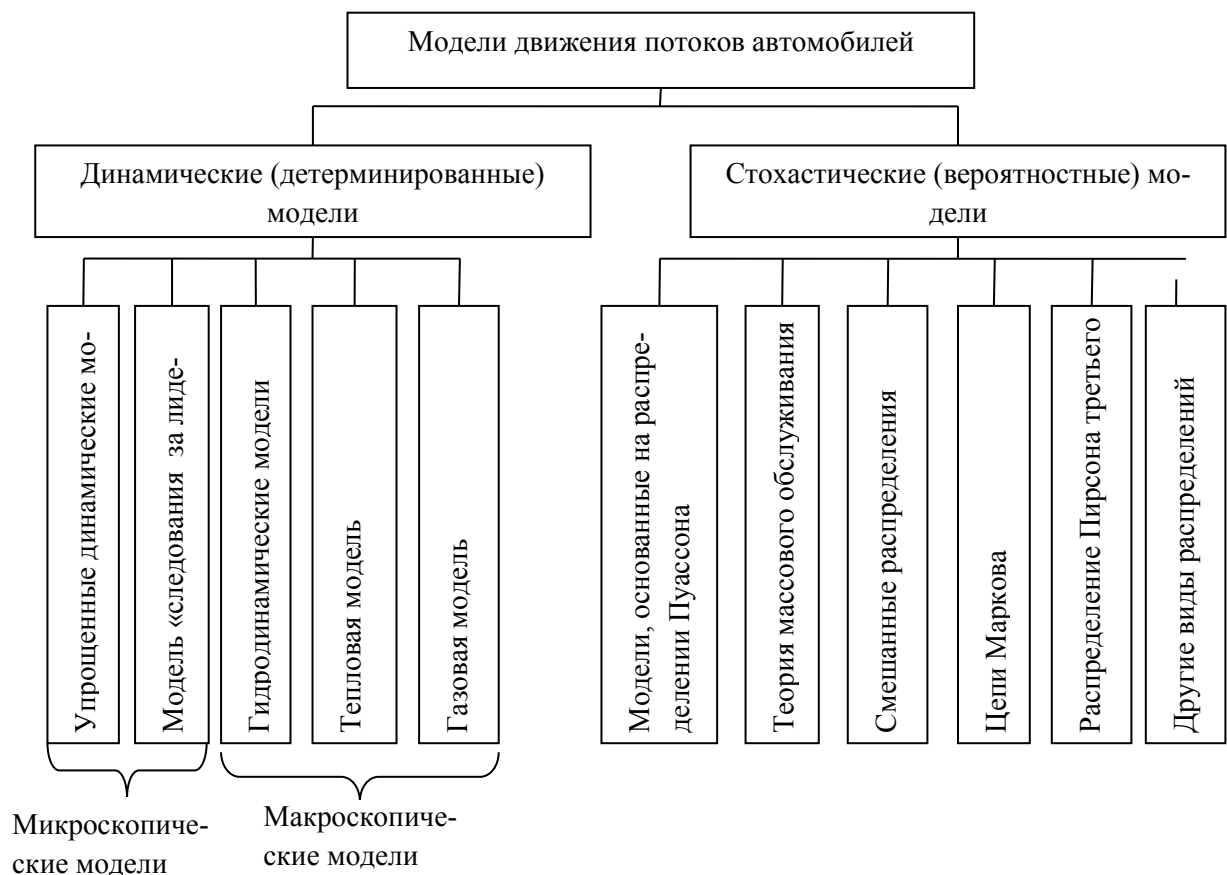 Модели движения потоков автомобилей
Динамические (детерминированные)
модели
Стохастические (вероятностные) мо-
дели
Упрощенные динамические мо-
Модель «следования за лиде-
Гидродинамические модели
Тепловая модель
Газовая модель
Модели, основанные на распре-
делении Пуассона
Теория массового обслуживания
Смешанные распределения
Цепи Маркова
Распределение Пирсона третьего
Другие виды распределений
Микроскопиче-
ские модели
Макроскопиче-
ские модели